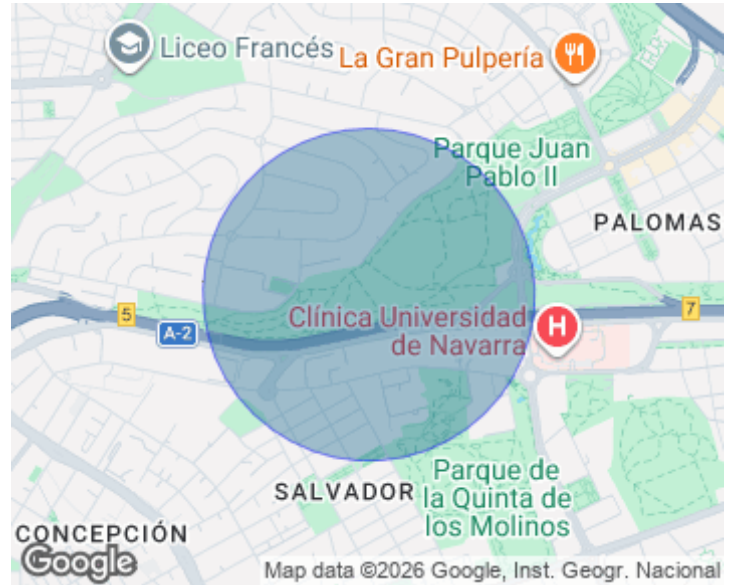 Liceo Francés
La Gran Pulpería
Parque Juan
Pablo II
PALOMAS
5
A-2
7
Clínica Universidad
de Navarra
H
SALVADOR
Parque de
la Quinta de
los Molinos
CONCEPCIÓN
Google
Map data ©2026 Google, Inst. Geogr. Nacional